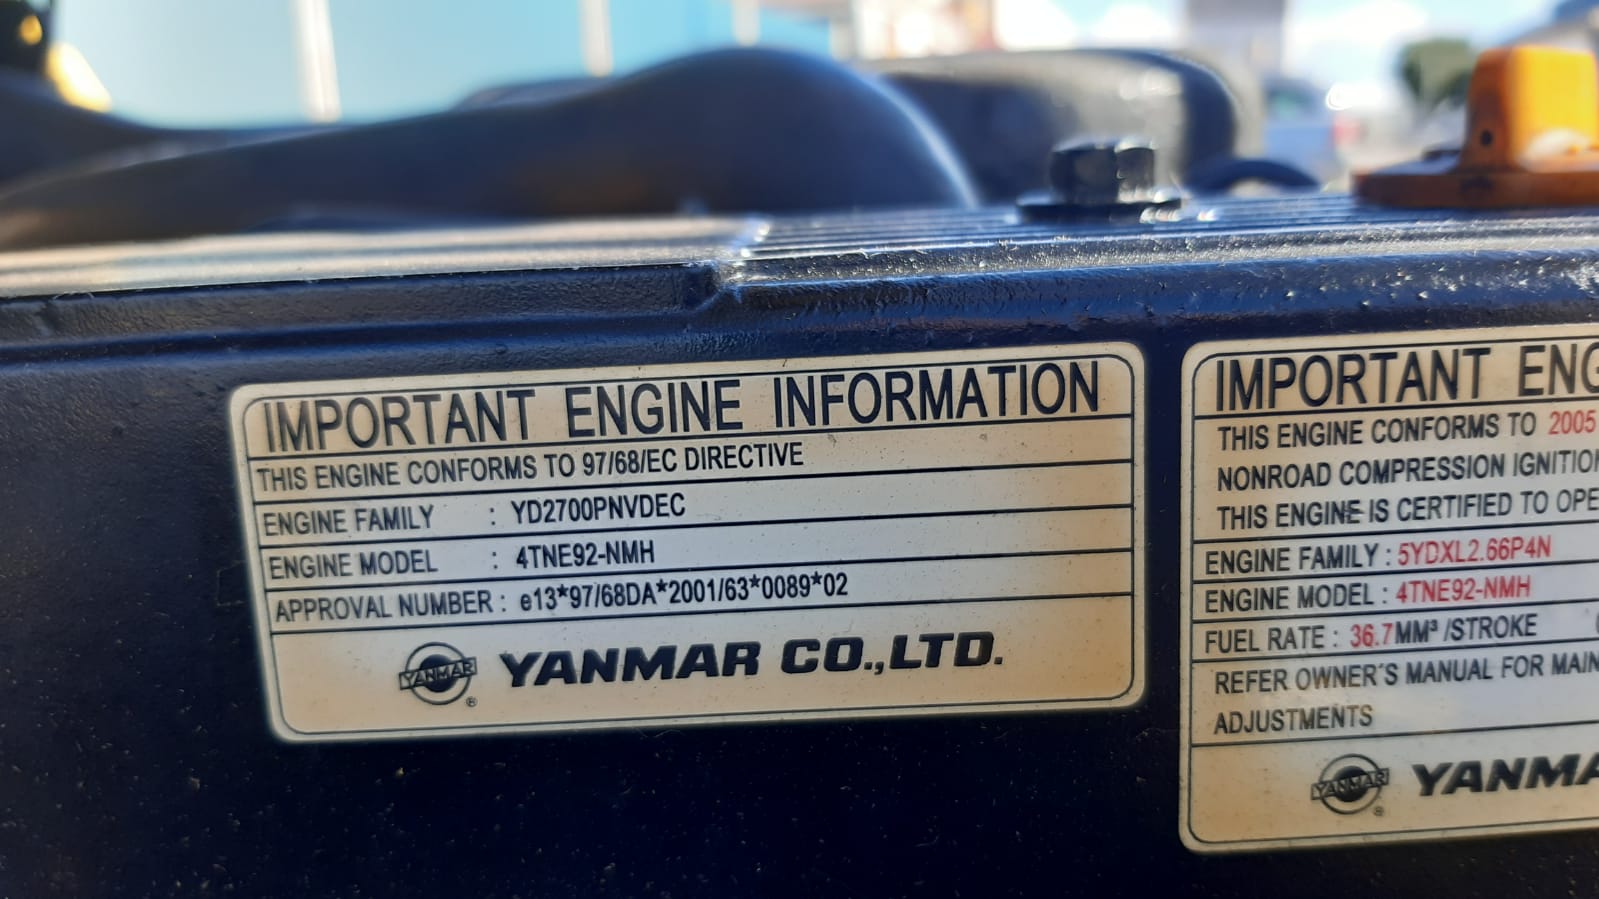 IMPORTANT ENGINE INFORMATION
THIS ENGINE CONFORMS TO 97/68/EC DIRECTIVE
ENGINE FAMILY : YD2700PNVDEC
ENGINE MODEL : 4TNE92-NMH
APPROVAL NUMBER : e13*97/68DA*2001/63*0089*02
YANMAR
® YANMAR CO.,LTD.
IMPORTANT ENG
THIS ENGINE CONFORMS TO 2005
NONROAD COMPRESSION IGNITION
THIS ENGINE IS CERTIFIED TO OPE
ENGINE FAMILY : 5YDXL2.66P4N
ENGINE MODEL : 4TNE92-NMH
FUEL RATE : 36.7MM³ /STROKE
REFER OWNER'S MANUAL FOR MAIN
ADJUSTMENTS
YANMAR
® YANMA